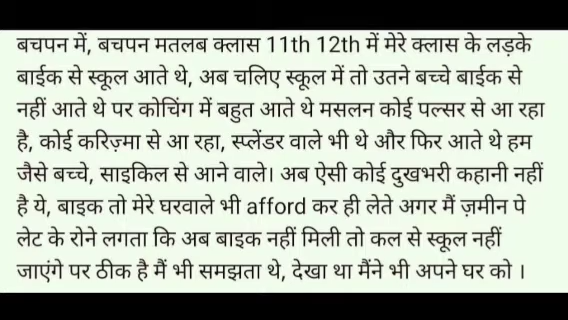 बचपन में, बचपन मतलब क्लास 11th 12th में मेरे क्लास के लड़के
बाईक से स्कूल आते थे, अब चलिए स्कूल में तो उतने बच्चे बाईक से
नहीं आते थे पर कोचिंग में बहुत आते थे मसलन कोई पल्सर से आ रहा
है, कोई करिज़्मा से आ रहा, स्प्लेंडर वाले भी थे और फिर आते थे हम
जैसे बच्चे, साइकिल से आने वाले। अब ऐसी कोई दुखभरी कहानी नहीं
है ये, बाइक तो मेरे घरवाले भी afford कर ही लेते अगर मैं ज़मीन पे
लेट के रोने लगता कि अब बाइक नहीं मिली तो कल से स्कूल नहीं
जाएंगे पर ठीक है मैं भी समझता थे, देखा था मैंने भी अपने घर को ।